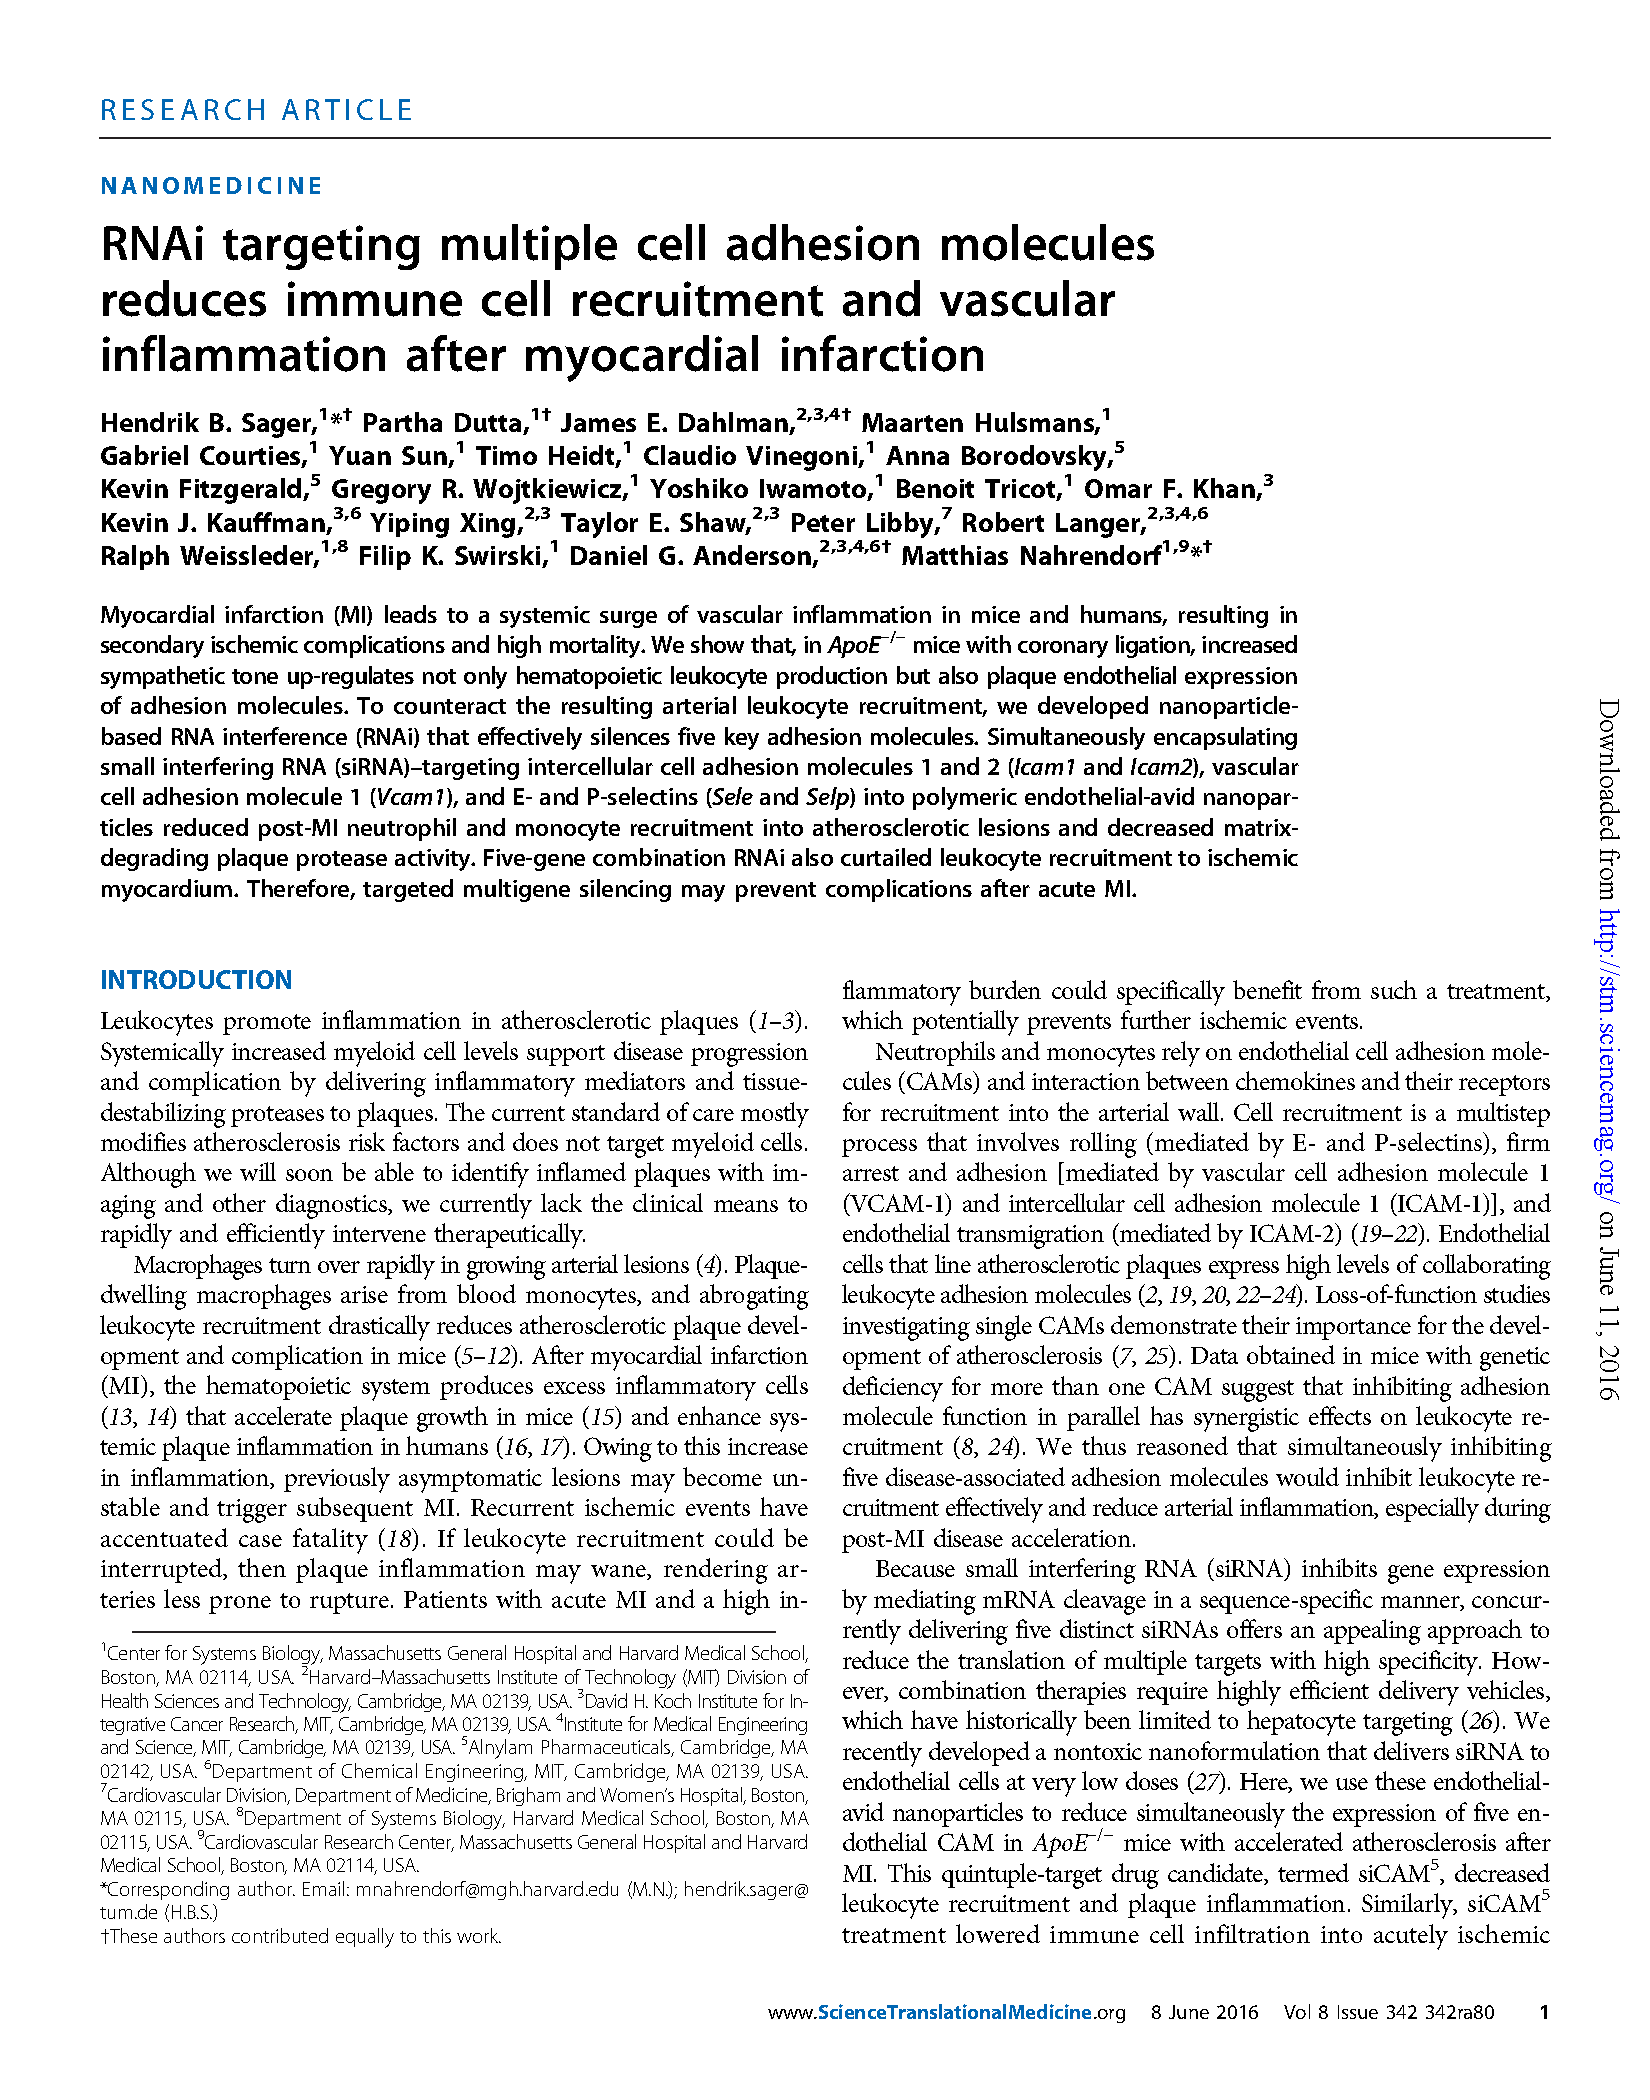 RESEARCH ARTICLE
NANOMEDICINE
RNAi targeting multiple cell adhesion molecules
reduces immune cell recruitment and vascular
inflammation after myocardial infarction
Hendrik B. Sager,1*† Partha Dutta,1† James E. Dahlman,2,3,4† Maarten Hulsmans,1
Gabriel Courties,1 Yuan Sun,1 Timo Heidt,1 Claudio Vinegoni,1 Anna Borodovsky,5
Kevin Fitzgerald,5 Gregory R. Wojtkiewicz,1 Yoshiko Iwamoto,1 Benoit Tricot,1 Omar F. Khan,3
Kevin J. Kauffman,3,6 Yiping Xing,2,3 Taylor E. Shaw,2,3 Peter Libby,7 Robert Langer,2,3,4,6
Ralph Weissleder,1,8 Filip K. Swirski,1 Daniel G. Anderson,2,3,4,6† Matthias Nahrendorf1,9*†
Myocardial infarction (MI) leads to a systemic surge of vascular inflammation in mice and humans, resulting in
secondary ischemic complications and high mortality. We show that, in ApoE−/− mice with coronary ligation, increased
sympathetic tone up-regulates not only hematopoietic leukocyte production but also plaque endothelial expression
of adhesion molecules. To counteract the resulting arterial leukocyte recruitment, we developed nanoparticle-
based RNA interference (RNAi) that effectively silences five key adhesion molecules. Simultaneously encapsulating
small interfering RNA (siRNA)–targeting intercellular cell adhesion molecules 1 and 2 (Icam1 and Icam2), vascular
cell adhesion molecule 1 (Vcam1), and E- and P-selectins (Sele and Selp) into polymeric endothelial-avid nanopar-
ticles reduced post-MI neutrophil and monocyte recruitment into atherosclerotic lesions and decreased matrix-
degrading plaque protease activity. Five-gene combination RNAi also curtailed leukocyte recruitment to ischemic
myocardium. Therefore, targeted multigene silencing may prevent complications after acute MI.
INTRODUCTION
Leukocytes promote inflammation in atherosclerotic plaques (1–3).
Systemically increased myeloid cell levels support disease progression
and complication by delivering inflammatory mediators and tissue-
destabilizing proteases to plaques. The current standard of care mostly
modifies atherosclerosis risk factors and does not target myeloid cells.
Although we will soon be able to identify inflamed plaques with im-
aging and other diagnostics, we currently lack the clinical means to
rapidly and efficiently intervene therapeutically.
Macrophages turn over rapidly in growing arterial lesions (4). Plaque-
dwelling macrophages arise from blood monocytes, and abrogating
leukocyte recruitment drastically reduces atherosclerotic plaque devel-
opment and complication in mice (5–12). After myocardial infarction
(MI), the hematopoietic system produces excess inflammatory cells
(13, 14) that accelerate plaque growth in mice (15) and enhance sys-
temic plaque inflammation in humans (16, 17). Owing to this increase
in inflammation, previously asymptomatic lesions may become un-
stable and trigger subsequent MI. Recurrent ischemic events have
accentuated case fatality (18). If leukocyte recruitment could be
interrupted, then plaque inflammation may wane, rendering ar-
teries less prone to rupture. Patients with acute MI and a high in-
1Center for Systems Biology, Massachusetts General Hospital and Harvard Medical School,
Boston, MA 02114, USA. 2Harvard–Massachusetts Institute of Technology (MIT) Division of
Health Sciences and Technology, Cambridge, MA 02139, USA. 3David H. Koch Institute for In-
tegrative Cancer Research, MIT, Cambridge, MA 02139, USA. 4Institute for Medical Engineering
and Science, MIT, Cambridge, MA 02139, USA. 5Alnylam Pharmaceuticals, Cambridge, MA
02142, USA. 6Department of Chemical Engineering, MIT, Cambridge, MA 02139, USA.
7Cardiovascular Division, Department of Medicine, Brigham and Women's Hospital, Boston,
MA 02115, USA. 8Department of Systems Biology, Harvard Medical School, Boston, MA
02115, USA. 9Cardiovascular Research Center, Massachusetts General Hospital and Harvard
Medical School, Boston, MA 02114, USA.
*Corresponding author. Email: mnahrendorf@mgh.harvard.edu (M.N.); hendrik.sager@
tum.de (H.B.S.)
†These authors contributed equally to this work.
flammatory burden could specifically benefit from such a treatment,
which potentially prevents further ischemic events.
Neutrophils and monocytes rely on endothelial cell adhesion mole-
cules (CAMs) and interaction between chemokines and their receptors
for recruitment into the arterial wall. Cell recruitment is a multistep
process that involves rolling (mediated by E- and P-selectins), firm
arrest and adhesion [mediated by vascular cell adhesion molecule 1
(VCAM-1) and intercellular cell adhesion molecule 1 (ICAM-1)], and
endothelial transmigration (mediated by ICAM-2) (19–22). Endothelial
cells that line atherosclerotic plaques express high levels of collaborating
leukocyte adhesion molecules (2, 19, 20, 22–24). Loss-of-function studies
investigating single CAMs demonstrate their importance for the devel-
opment of atherosclerosis (7, 25). Data obtained in mice with genetic
deficiency for more than one CAM suggest that inhibiting adhesion
molecule function in parallel has synergistic effects on leukocyte re-
cruitment (8, 24). We thus reasoned that simultaneously inhibiting
five disease-associated adhesion molecules would inhibit leukocyte re-
cruitment effectively and reduce arterial inflammation, especially during
post-MI disease acceleration.
Because small interfering RNA (siRNA) inhibits gene expression
by mediating mRNA cleavage in a sequence-specific manner, concur-
rently delivering five distinct siRNAs offers an appealing approach to
reduce the translation of multiple targets with high specificity. How-
ever, combination therapies require highly efficient delivery vehicles,
which have historically been limited to hepatocyte targeting (26). We
recently developed a nontoxic nanoformulation that delivers siRNA to
endothelial cells at very low doses (27). Here, we use these endothelial-
avid nanoparticles to reduce simultaneously the expression of five en-
dothelial CAM in ApoE−/− mice with accelerated atherosclerosis after
MI. This quintuple-target drug candidate, termed siCAM5, decreased
leukocyte recruitment and plaque inflammation. Similarly, siCAM5
treatment lowered immune cell infiltration into acutely ischemic
www.ScienceTranslationalMedicine.org 8 June 2016 Vol 8 Issue 342 342ra80 1
Downloaded from http://stm.sciencemag.org/ on June 11, 2016